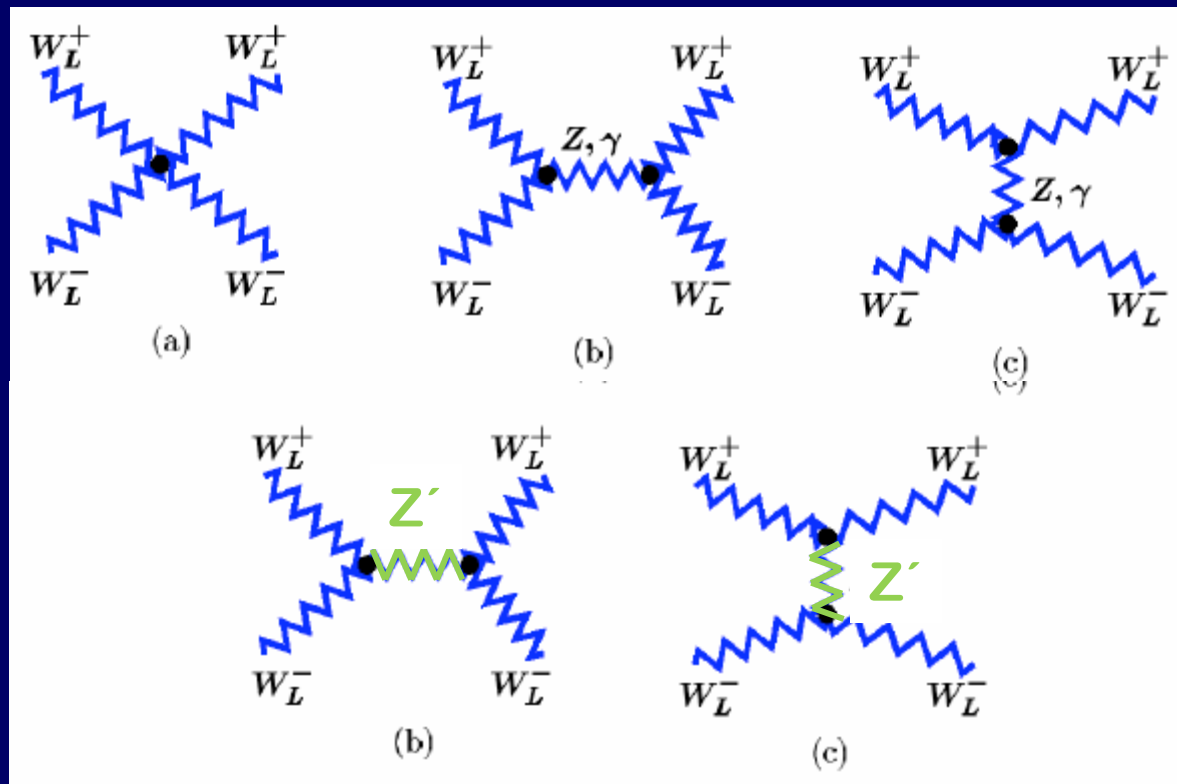 W_L^+ W_L^+ W_L^+ W_L^+ W_L^+ W_L^+
Z, γ
Z, γ
W_L^- W_L^- W_L^- W_L^- W_L^- W_L^-
(a) (b) (c)
W_L^+ W_L^+ W_L^+ W_L^+
Z´
Z´
W_L^- W_L^- W_L^- W_L^-
(b) (c)